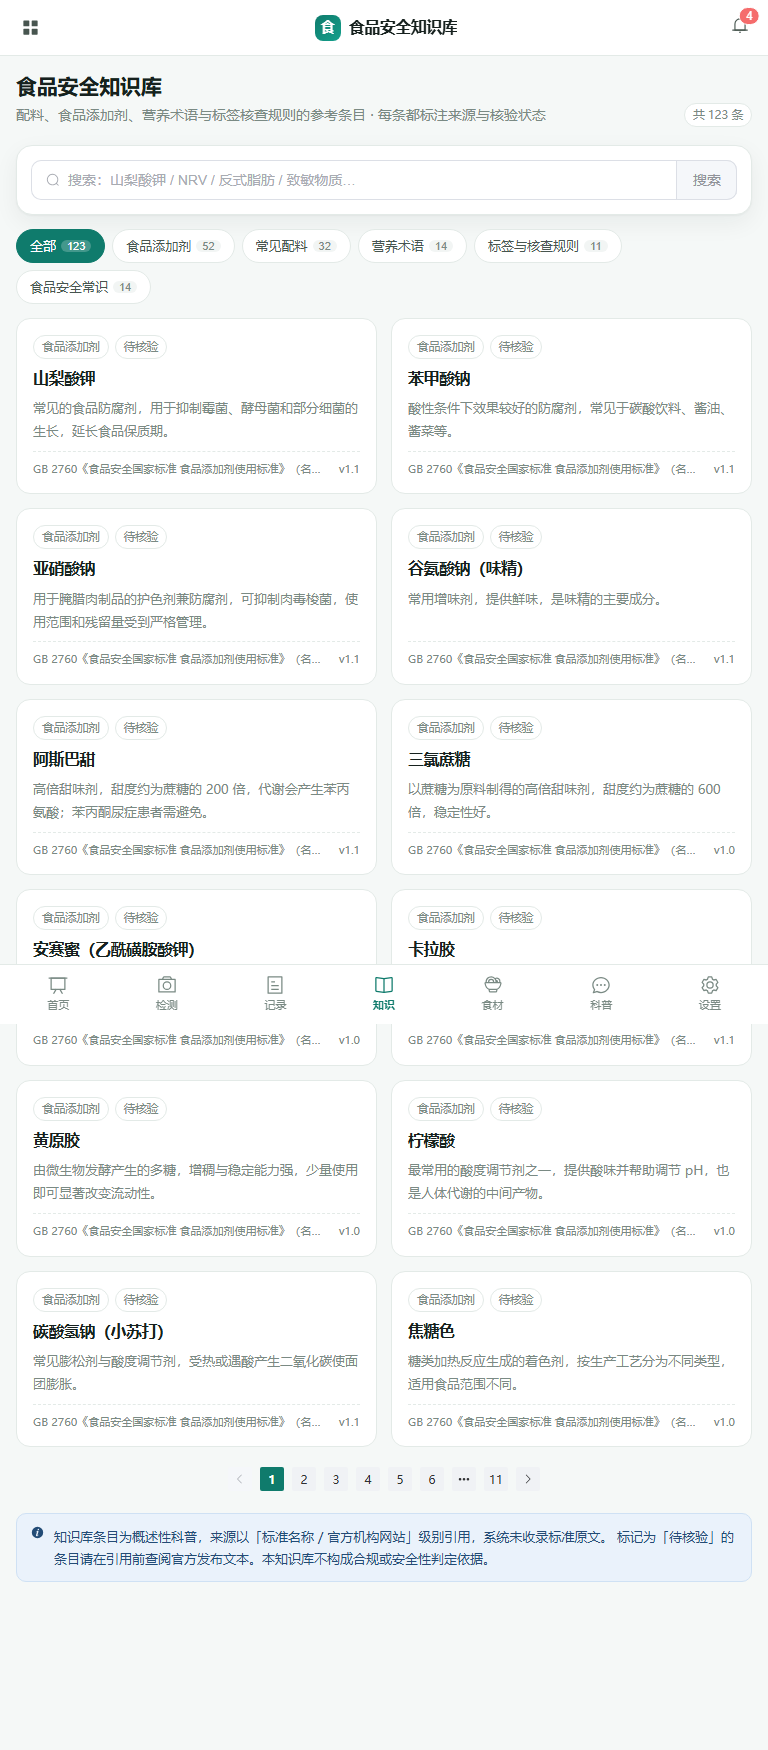 食 食品安全知识库
4
食品安全知识库
配料、食品添加剂、营养术语与标签核查规则的参考条目 · 每条都标注来源与核验状态
共 123 条
搜索：山梨酸钾 / NRV / 反式脂肪 / 致敏物质…
搜索
全部 123
食品添加剂 52
常见配料 32
营养术语 14
标签与核查规则 11
食品安全常识 14
食品添加剂 待核验
山梨酸钾
常见的食品防腐剂，用于抑制霉菌、酵母菌和部分细菌的
生长，延长食品保质期。
GB 2760《食品安全国家标准 食品添加剂使用标准》（名... v1.1
食品添加剂 待核验
苯甲酸钠
酸性条件下效果较好的防腐剂，常见于碳酸饮料、酱油、
酱菜等。
GB 2760《食品安全国家标准 食品添加剂使用标准》（名... v1.1
食品添加剂 待核验
亚硝酸钠
用于腌腊肉制品的护色剂兼防腐剂，可抑制肉毒梭菌，使
用范围和残留量受到严格管理。
GB 2760《食品安全国家标准 食品添加剂使用标准》（名... v1.1
食品添加剂 待核验
谷氨酸钠（味精）
常用增味剂，提供鲜味，是味精的主要成分。
GB 2760《食品安全国家标准 食品添加剂使用标准》（名... v1.1
食品添加剂 待核验
阿斯巴甜
高倍甜味剂，甜度约为蔗糖的 200 倍，代谢会产生苯丙
氨酸；苯丙酮尿症患者需避免。
GB 2760《食品安全国家标准 食品添加剂使用标准》（名... v1.1
食品添加剂 待核验
三氯蔗糖
以蔗糖为原料制得的高倍甜味剂，甜度约为蔗糖的 600
倍，稳定性好。
GB 2760《食品安全国家标准 食品添加剂使用标准》（名... v1.0
食品添加剂 待核验
安赛蜜（乙酰磺胺酸钾）
食品添加剂 待核验
卡拉胶
首页
检测
记录
知识
食材
科普
设置
GB 2760《食品安全国家标准 食品添加剂使用标准》（名... v1.0
GB 2760《食品安全国家标准 食品添加剂使用标准》（名... v1.1
食品添加剂 待核验
黄原胶
由微生物发酵产生的多糖，增稠与稳定能力强，少量使用
即可显著改变流动性。
GB 2760《食品安全国家标准 食品添加剂使用标准》（名... v1.0
食品添加剂 待核验
柠檬酸
最常用的酸度调节剂之一，提供酸味并帮助调节 pH，也
是人体代谢的中间产物。
GB 2760《食品安全国家标准 食品添加剂使用标准》（名... v1.0
食品添加剂 待核验
碳酸氢钠（小苏打）
常见膨松剂与酸度调节剂，受热或遇酸产生二氧化碳使面
团膨胀。
GB 2760《食品安全国家标准 食品添加剂使用标准》（名... v1.1
食品添加剂 待核验
焦糖色
糖类加热反应生成的着色剂，按生产工艺分为不同类型，
适用食品范围不同。
GB 2760《食品安全国家标准 食品添加剂使用标准》（名... v1.0
1 2 3 4 5 6 ••• 11
知识库条目为概述性科普，来源以「标准名称 / 官方机构网站」级别引用，系统未收录标准原文。 标记为「待核验」的
条目请在引用前查阅官方发布文本。本知识库不构成合规或安全性判定依据。